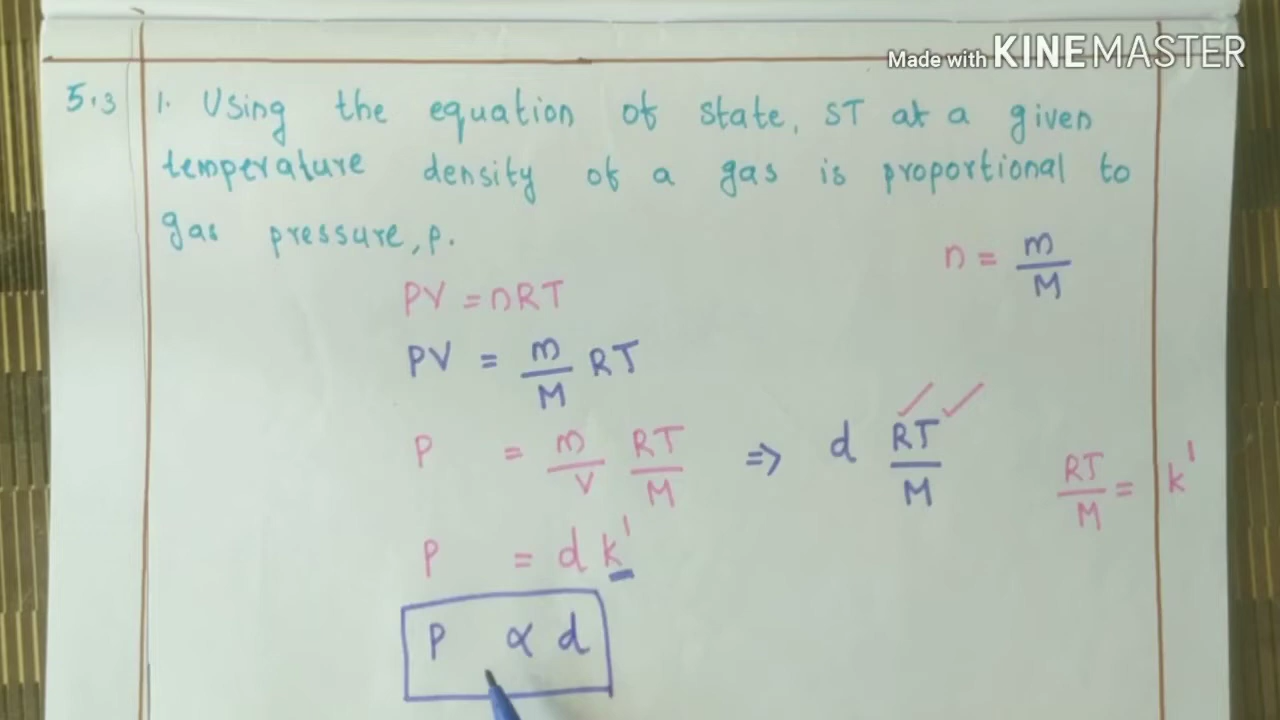 Made with KINEMASTER
5.3 1. Using the equation of state, ST at a given
temperature density of a gas is proportional to
gas pressure, p.
n = m/M
PV = nRT
PV = m/M RT
P = m/V RT/M => d RT/M
RT/M = k'
P = d k'
P ∝ d